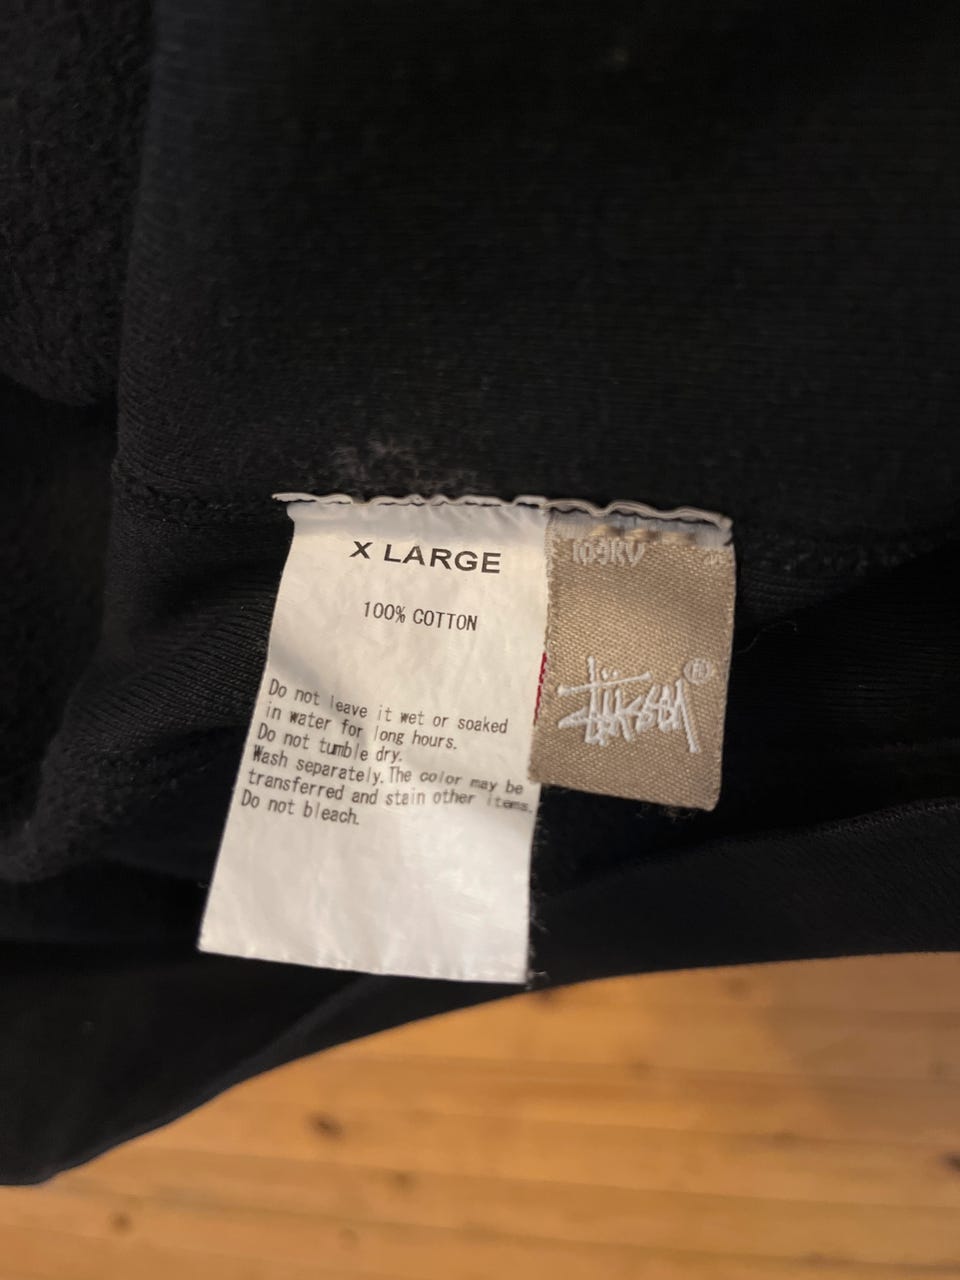 X LARGE
100% COTTON
Do not leave it wet or soaked
in water for long hours.
Do not tumble dry.
Wash separately. The color may be
transferred and stain other items.
Do not bleach.
Stüssy ®